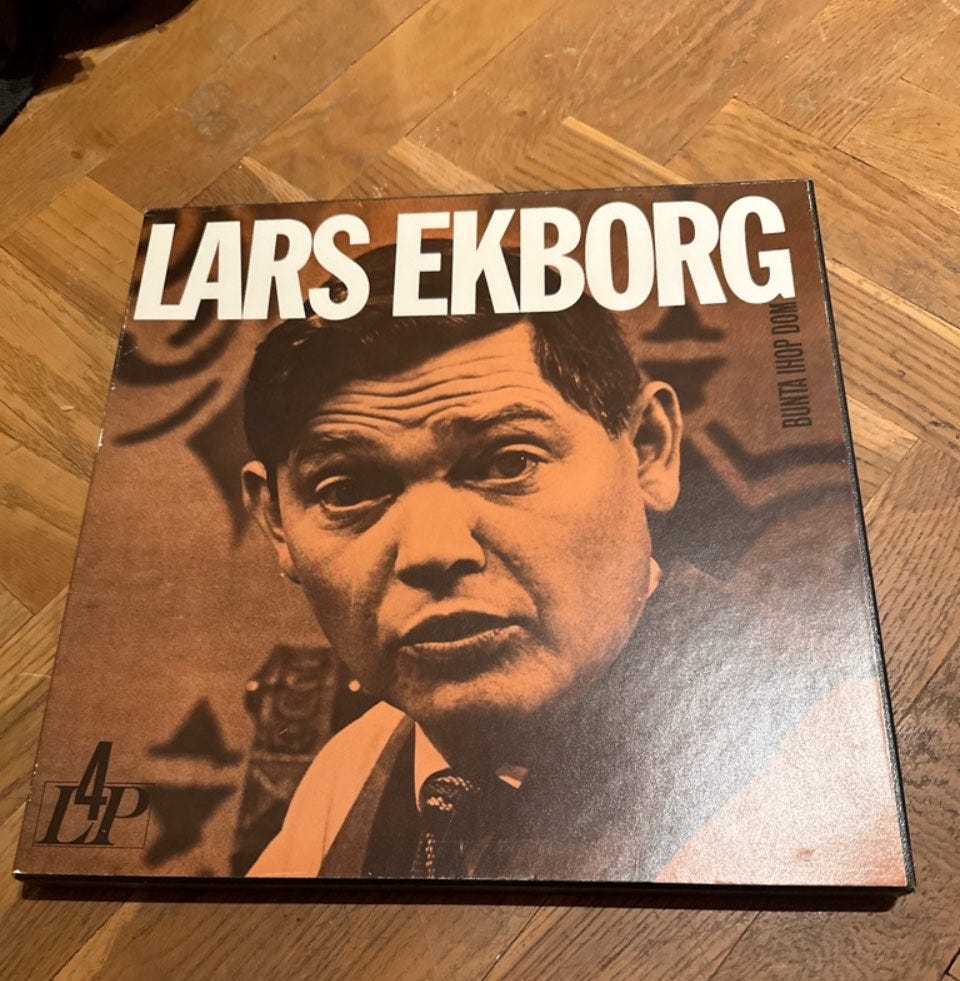 LARS EKBORG
BUNTA IHOP DOM
4
LP